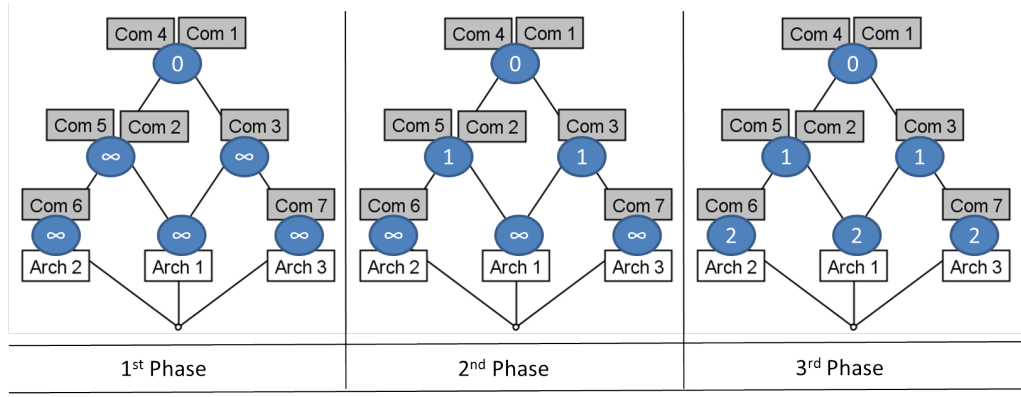 Com 4 Com 1 Com 4 Com 1 Com 4 Com 1
0 0 0
Com 5 Com 2 Com 3 Com 5 Com 2 Com 3 Com 5 Com 2 Com 3
∞ ∞ 1 1 1 1
Com 6 Com 7 Com 6 Com 7 Com 6 Com 7
∞ ∞ ∞ ∞ ∞ ∞ 2 2 2
Arch 2 Arch 1 Arch 3 Arch 2 Arch 1 Arch 3 Arch 2 Arch 1 Arch 3
1st Phase 2nd Phase 3rd Phase